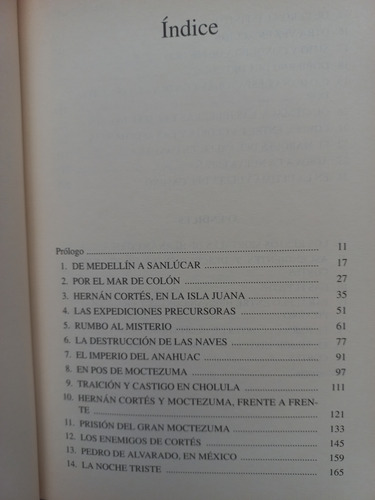 Índice
Prólogo 11
1. DE MEDELLÍN A SANLÚCAR 17
2. POR EL MAR DE COLÓN 27
3. HERNÁN CORTÉS, EN LA ISLA JUANA 35
4. LAS EXPEDICIONES PRECURSORAS 51
5. RUMBO AL MISTERIO 61
6. LA DESTRUCCIÓN DE LAS NAVES 77
7. EL IMPERIO DEL ANAHUAC 91
8. EN POS DE MOCTEZUMA 97
9. TRAICIÓN Y CASTIGO EN CHOLULA 111
10. HERNÁN CORTÉS Y MOCTEZUMA, FRENTE A FREN-
TE 121
11. PRISIÓN DEL GRAN MOCTEZUMA 133
12. LOS ENEMIGOS DE CORTÉS 145
13. PEDRO DE ALVARADO, EN MÉXICO 159
14. LA NOCHE TRISTE 165